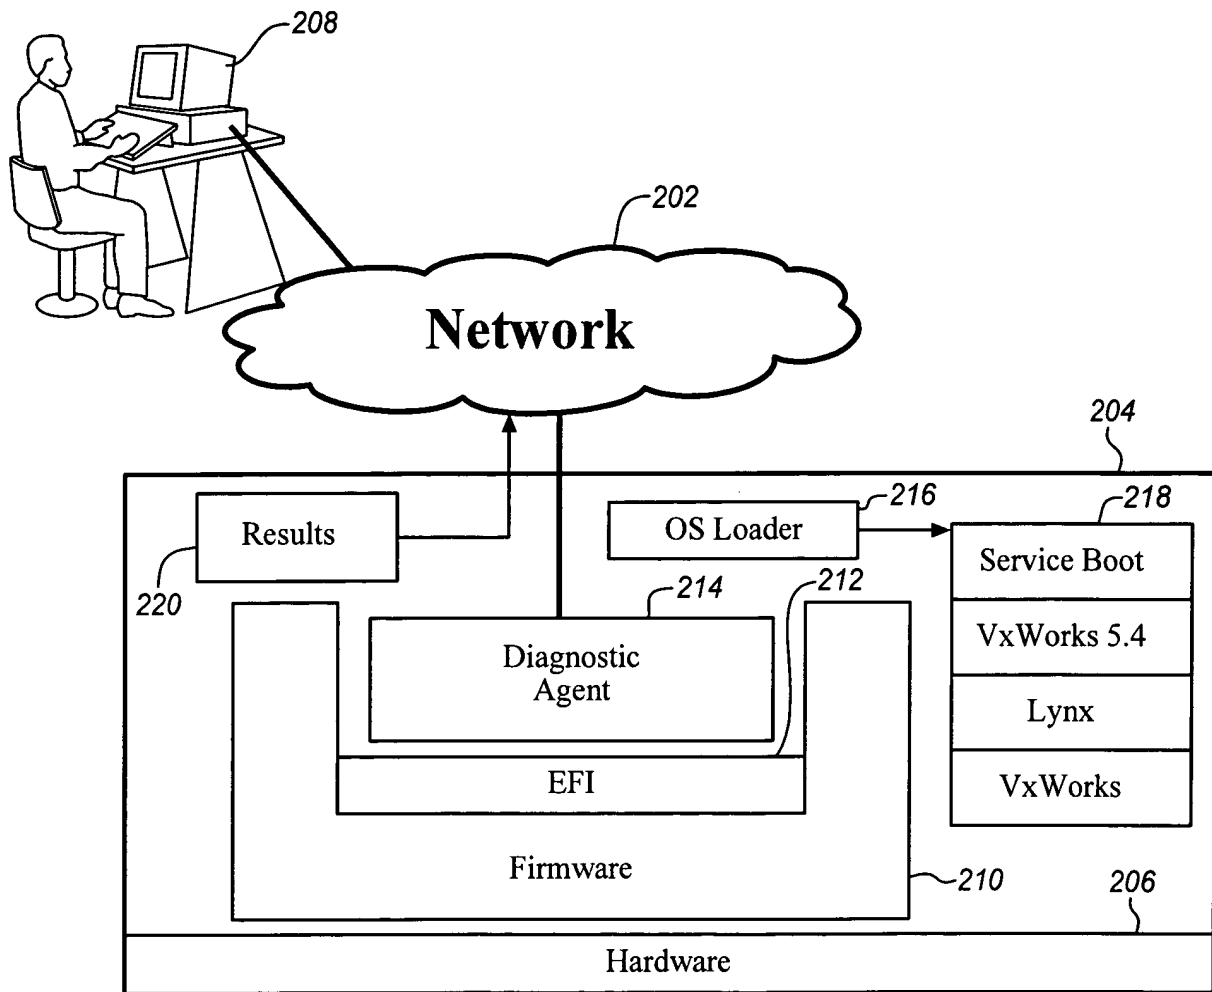 208
202
Network
204
Results
OS Loader
216
218
Service Boot
220
214
212
VxWorks 5.4
Diagnostic
Agent
Lynx
EFI
VxWorks
Firmware
210
206
Hardware